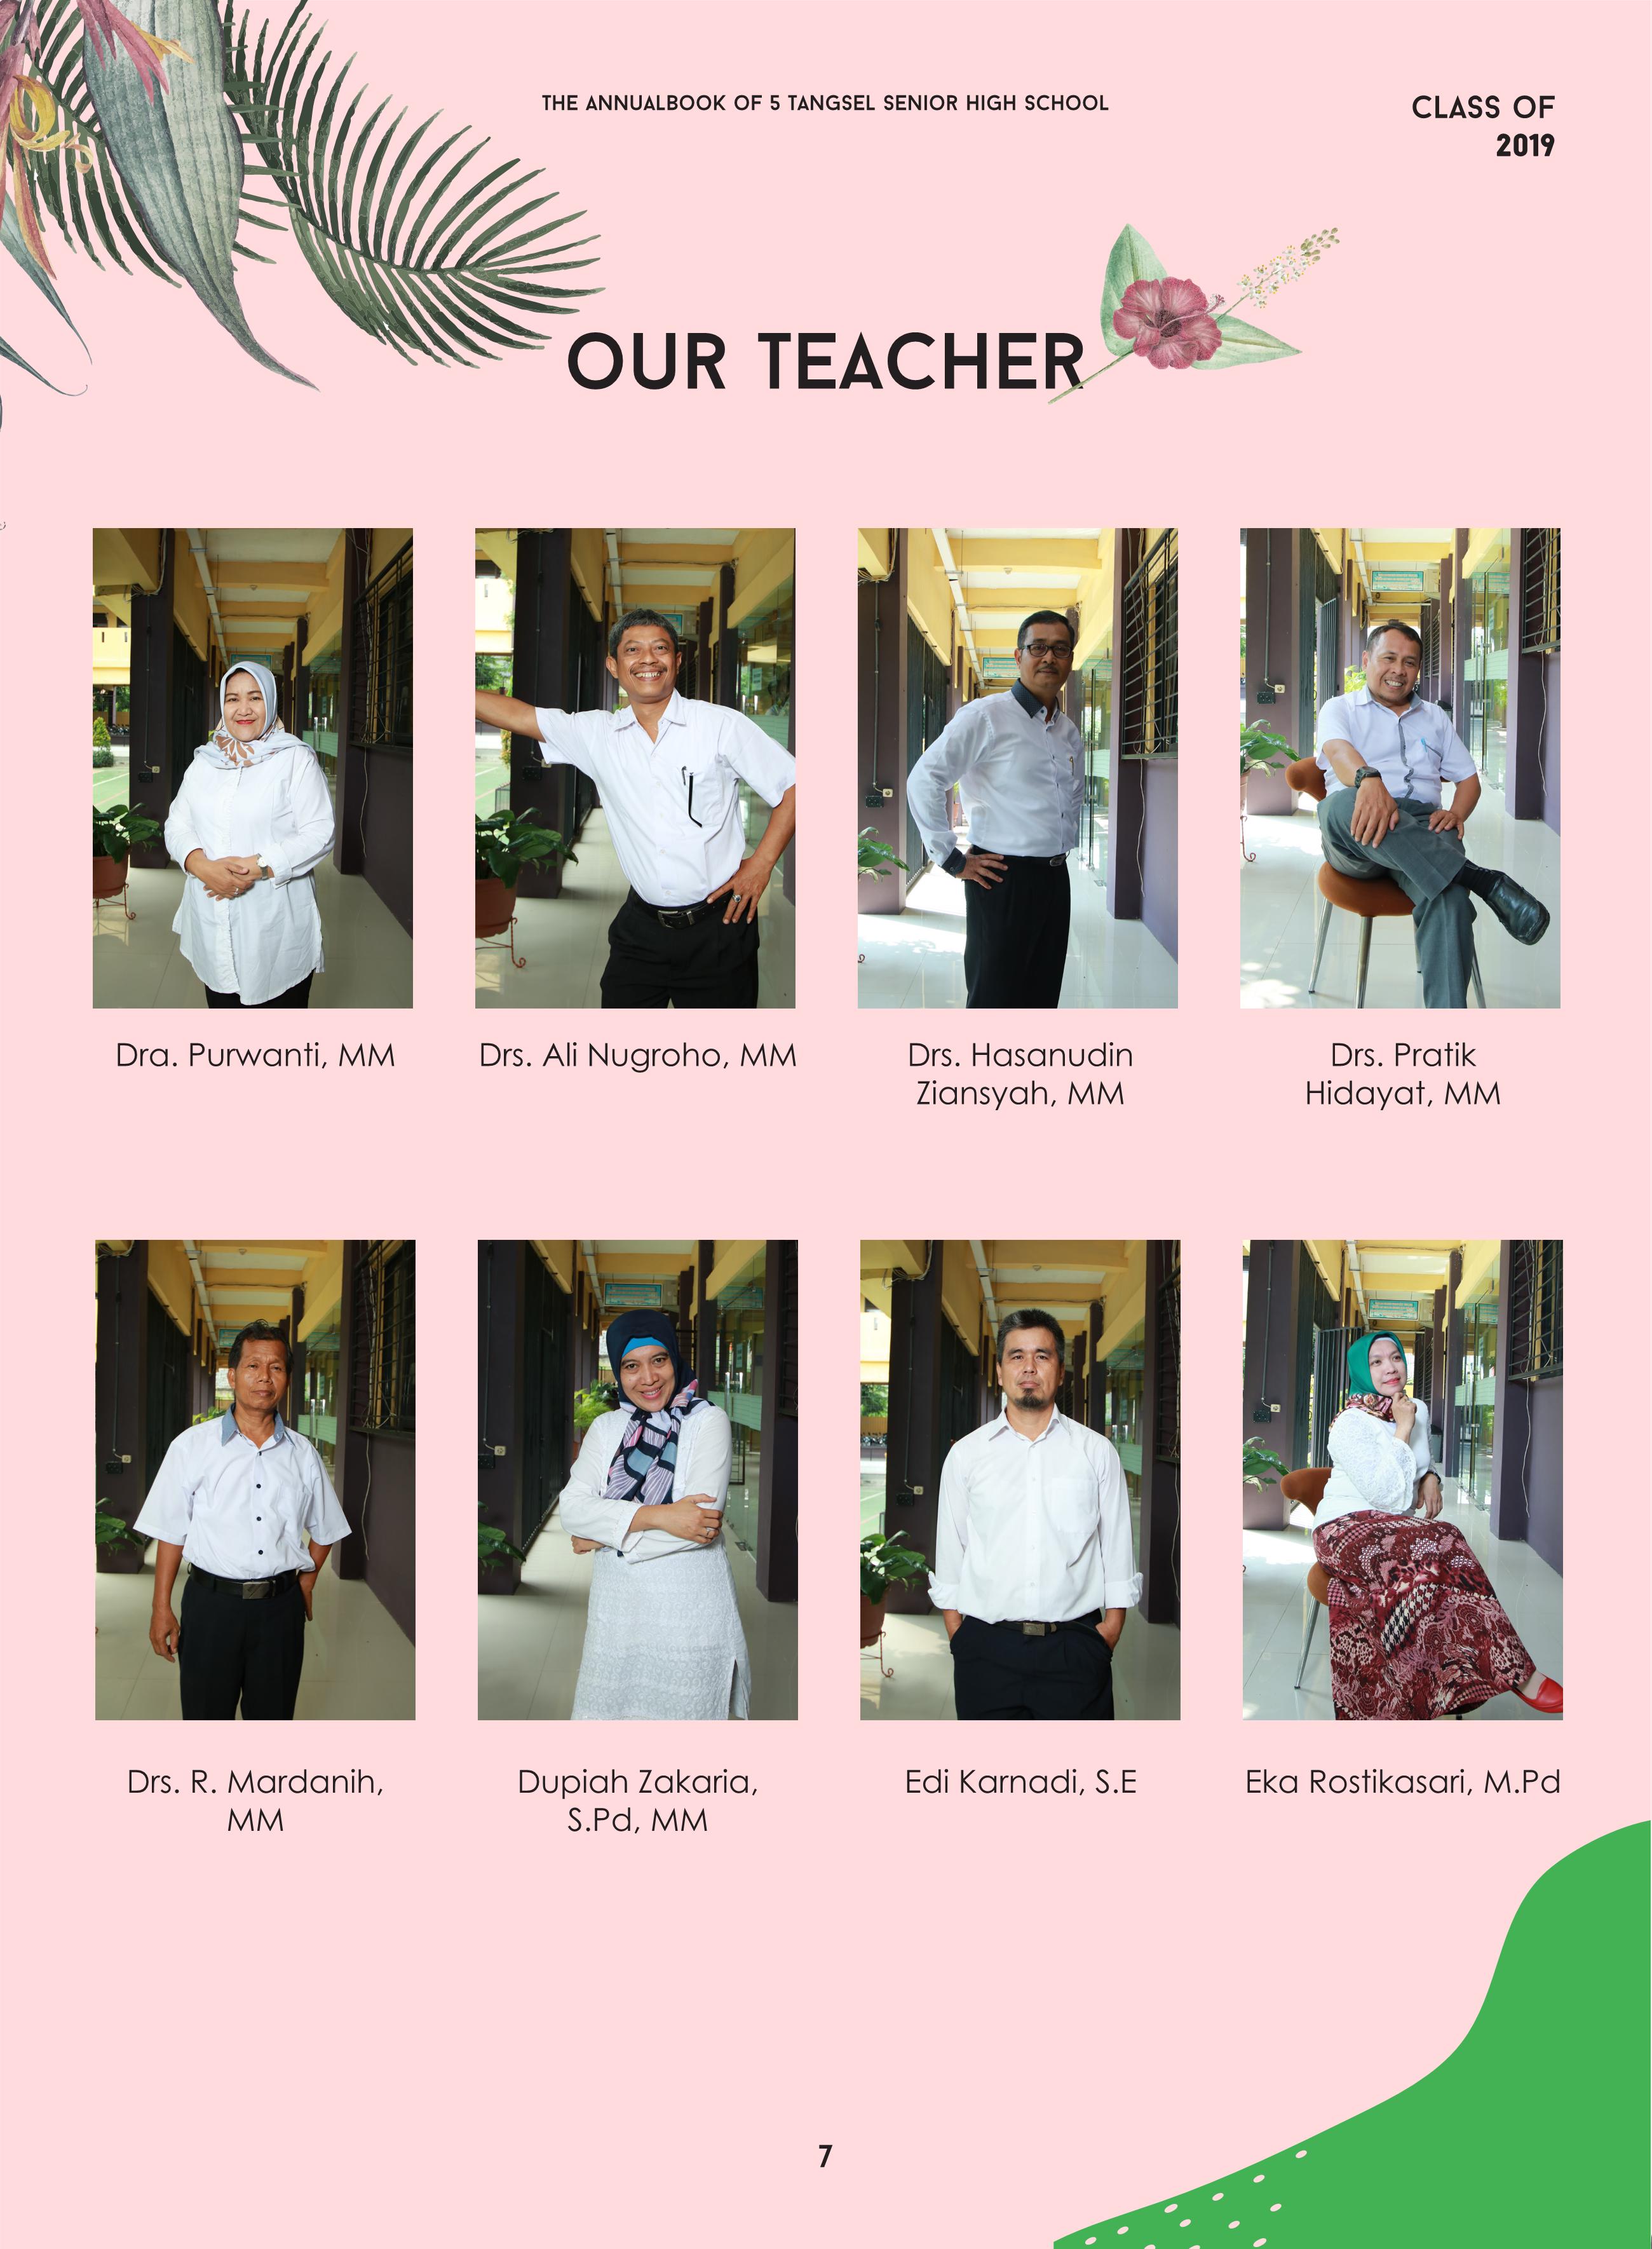 THE ANNUALBOOK OF 5 TANGSEL SENIOR HIGH SCHOOL
CLASS OF
2019
OUR TEACHER
Dra. Purwanti, MM
Drs. Ali Nugroho, MM
Drs. Hasanudin
Ziansyah, MM
Drs. Pratik
Hidayat, MM
Drs. R. Mardanih,
MM
Dupiah Zakaria,
S.Pd, MM
Edi Karnadi, S.E
Eka Rostikasari, M.Pd
7